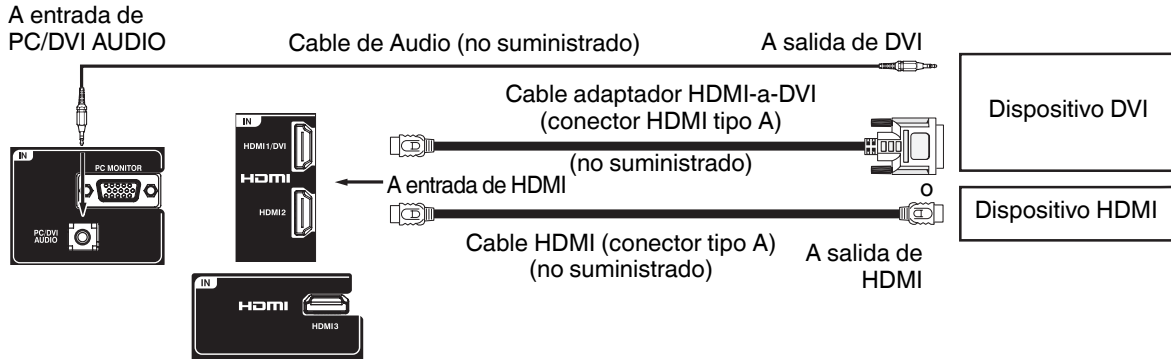 A entrada de
PC/DVI AUDIO
Cable de Audio (no suministrado)
A salida de DVI
Cable adaptador HDMI-a-DVI
(conector HDMI tipo A)
(no suministrado)
Dispositivo DVI
IN
PC MONITOR
PC/DVI
AUDIO
IN
HDMI1/DVI
HDMI
HDMI2
A entrada de HDMI
o
Dispositivo HDMI
Cable HDMI (conector tipo A)
(no suministrado)
A salida de
HDMI
IN
HDMI
HDMI3